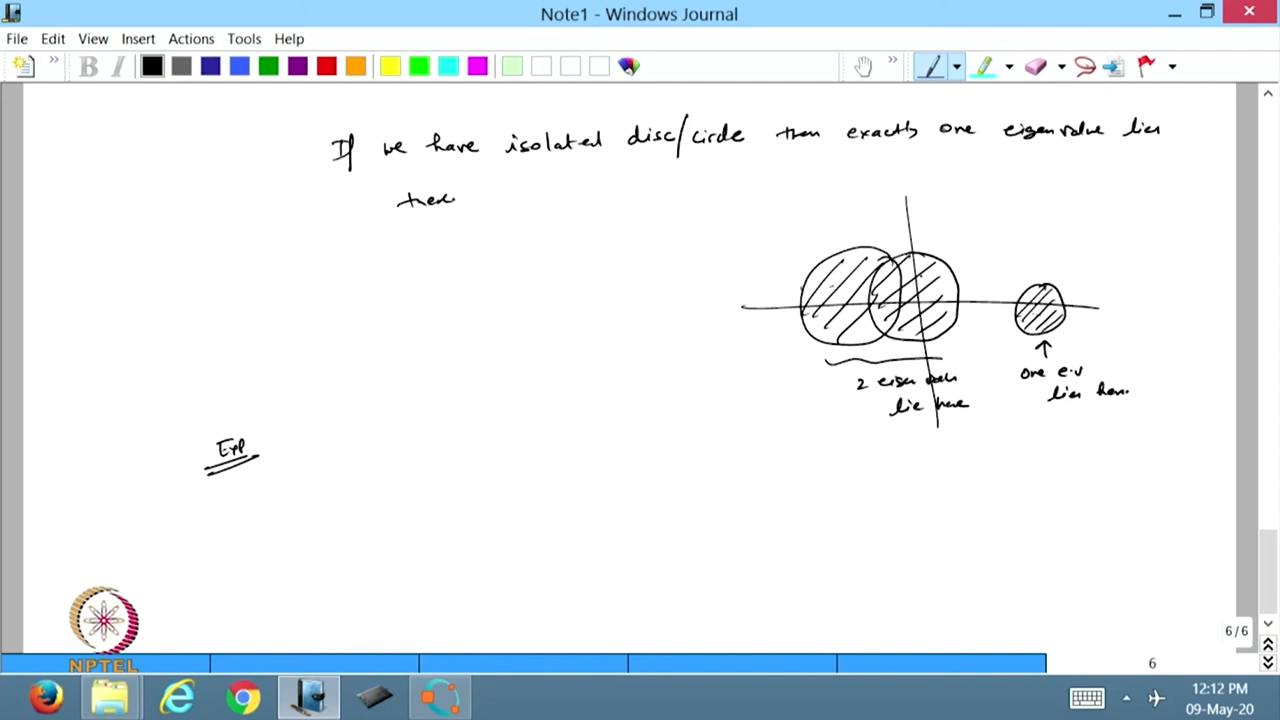 Note1 - Windows Journal
File Edit View Insert Actions Tools Help
B I
If we have isolated disc/circle then exactly one eigenvalue lies
there
2 eigen
lie here
one e.v
lies here.
Exp
6/6
NPTEL
6
12:12 PM
09-May-20